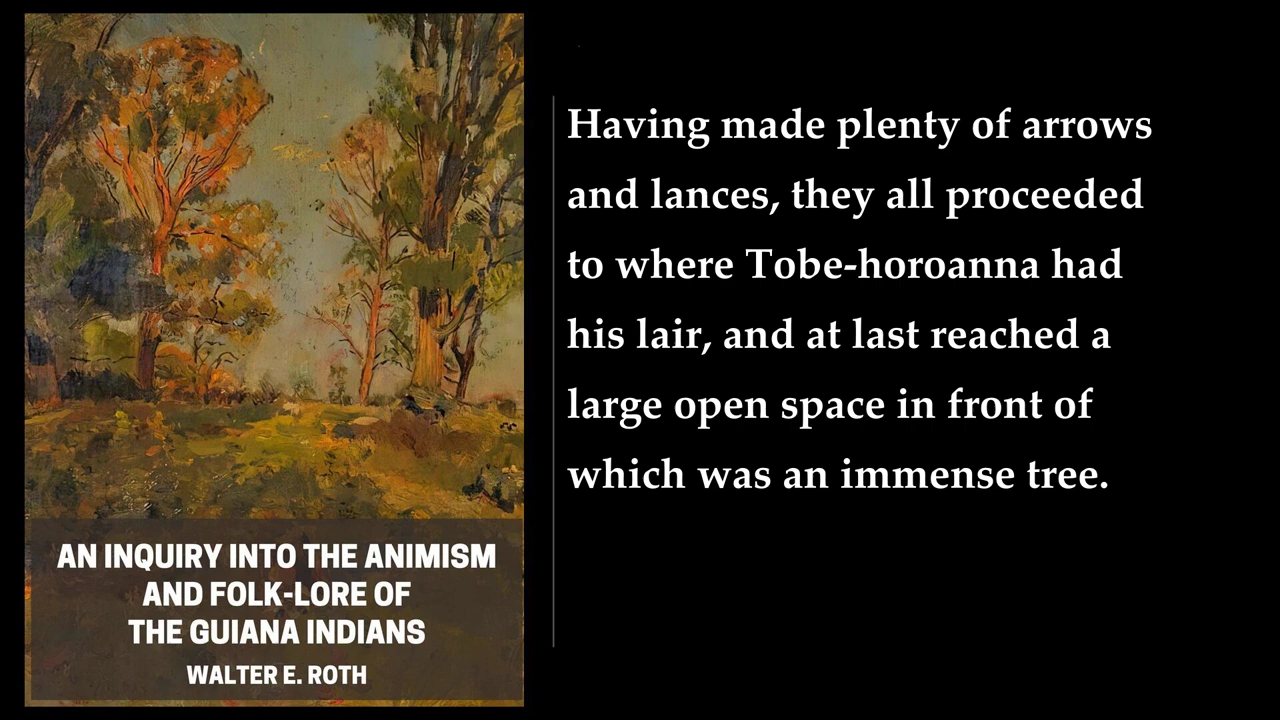 Having made plenty of arrows
and lances, they all proceeded
to where Tobe-horoanna had
his lair, and at last reached a
large open space in front of
which was an immense tree.
AN INQUIRY INTO THE ANIMISM
AND FOLK-LORE OF
THE GUIANA INDIANS
WALTER E. ROTH